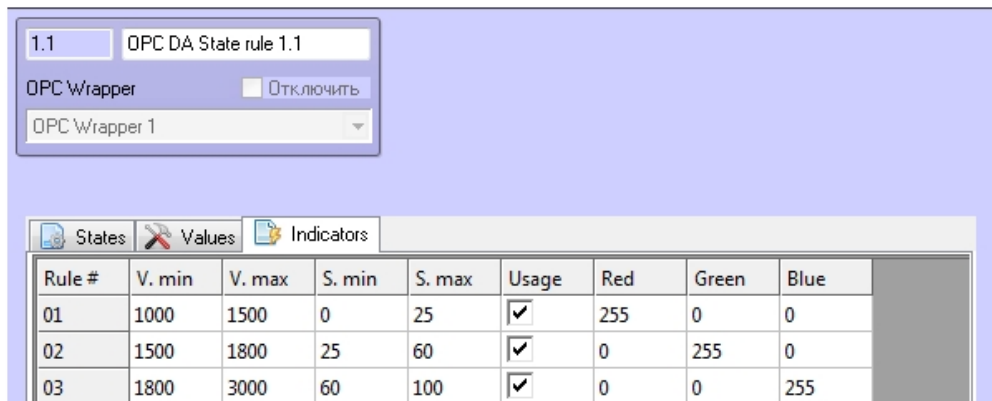 1.1 OPC DA State rule 1.1
OPC Wrapper Отключить
OPC Wrapper 1
States Values Indicators
Rule # V. min V. max S. min S. max Usage Red Green Blue
01 1000 1500 0 25 255 0 0
02 1500 1800 25 60 0 255 0
03 1800 3000 60 100 0 0 255